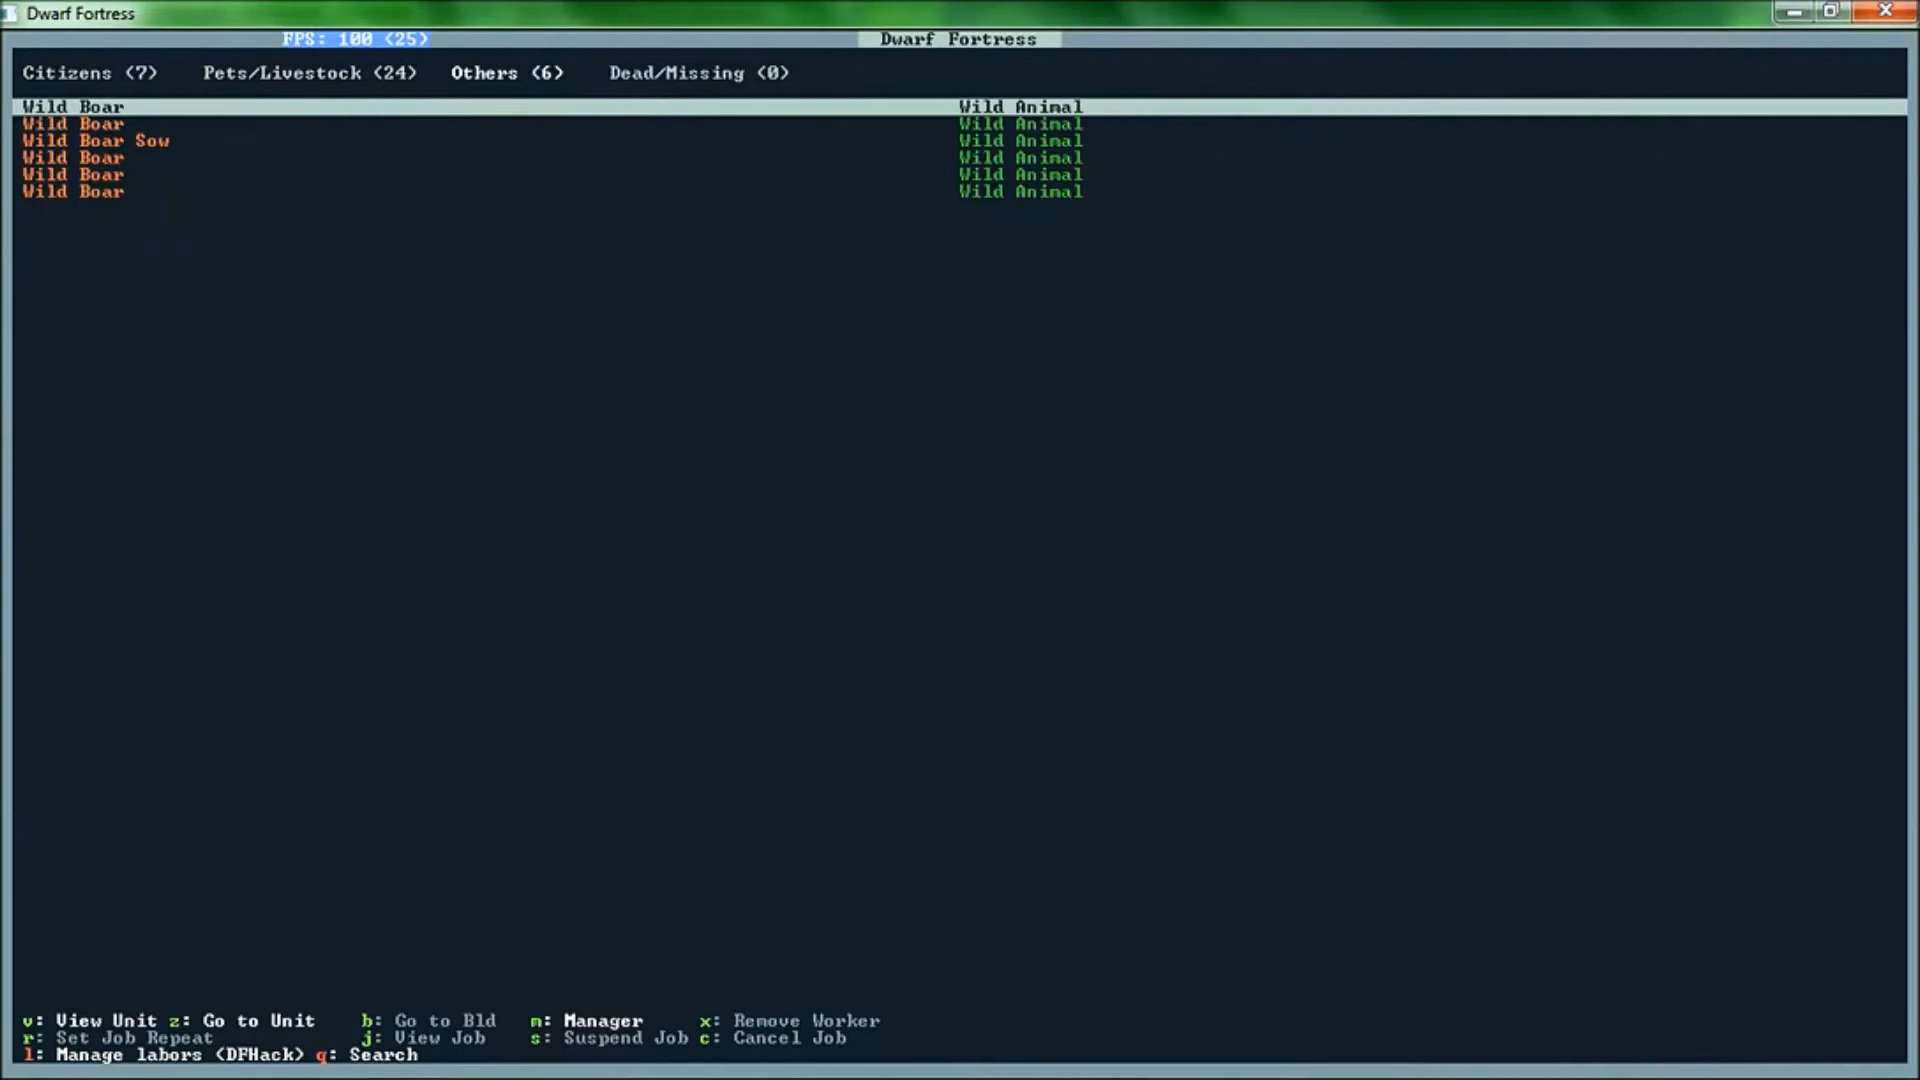 Dwarf Fortress
FPS: 100 (25) Dwarf Fortress
Citizens (7) Pets/Livestock (24) Others (6) Dead/Missing (0)
Wild Boar Wild Animal
Wild Boar Wild Animal
Wild Boar Sow Wild Animal
Wild Boar Wild Animal
Wild Boar Wild Animal
Wild Boar Wild Animal
v: View Unit z: Go to Unit b: Go to Bld m: Manager x: Remove Worker
r: Set Job Repeat j: View Job s: Suspend Job c: Cancel Job
l: Manage labors (DFHack) q: Search